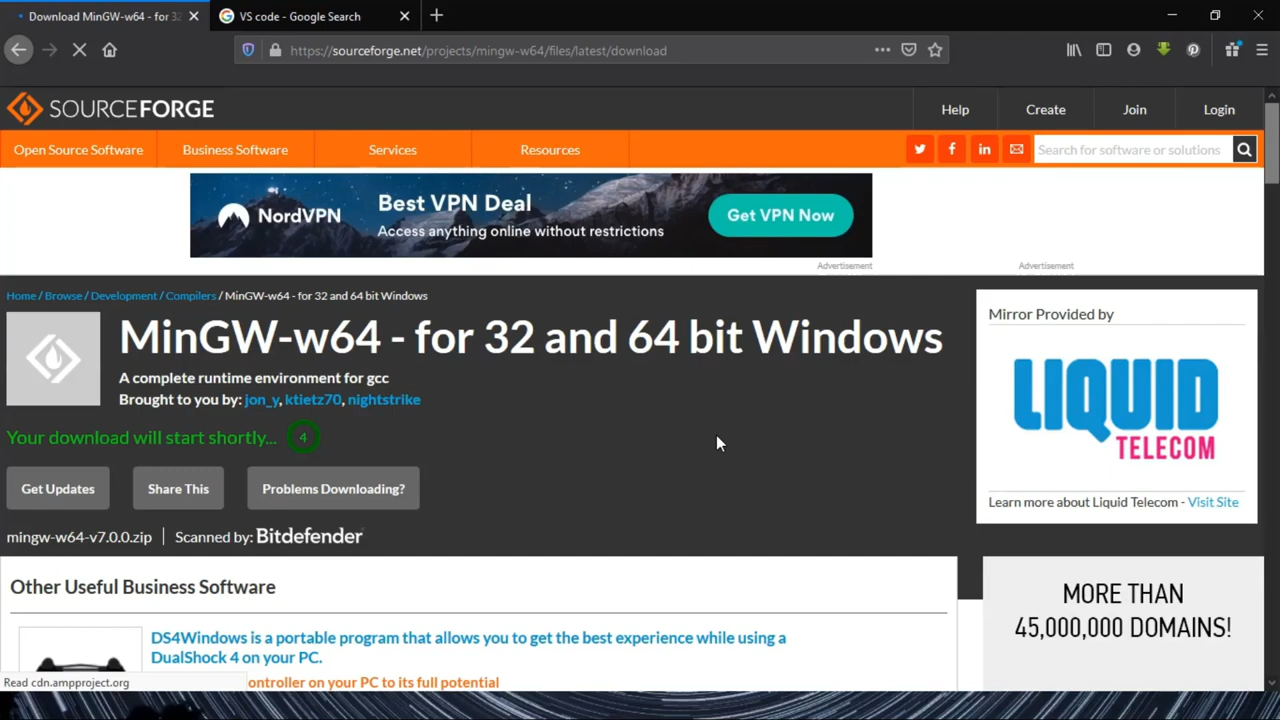 Download MinGW-w64 - for 32
VS code - Google Search
https://sourceforge.net/projects/mingw-w64/files/latest/download
SOURCEFORGE
Help
Create
Join
Login
Open Source Software
Business Software
Services
Resources
Search for software or solutions
NordVPN
Best VPN Deal
Access anything online without restrictions
Get VPN Now
Advertisement
Advertisement
Home / Browse / Development / Compilers / MinGW-w64 - for 32 and 64 bit Windows
MinGW-w64 - for 32 and 64 bit Windows
A complete runtime environment for gcc
Brought to you by: jon_y, ktietz70, nightstrike
Your download will start shortly... 4
Get Updates
Share This
Problems Downloading?
mingw-w64-v7.0.0.zip
Scanned by: Bitdefender
Mirror Provided by
LIQUID
TELECOM
Learn more about Liquid Telecom - Visit Site
Other Useful Business Software
DS4Windows is a portable program that allows you to get the best experience while using a
DualShock 4 on your PC.
ontroller on your PC to its full potential
MORE THAN
45,000,000 DOMAINS!
Read cdn.ampproject.org